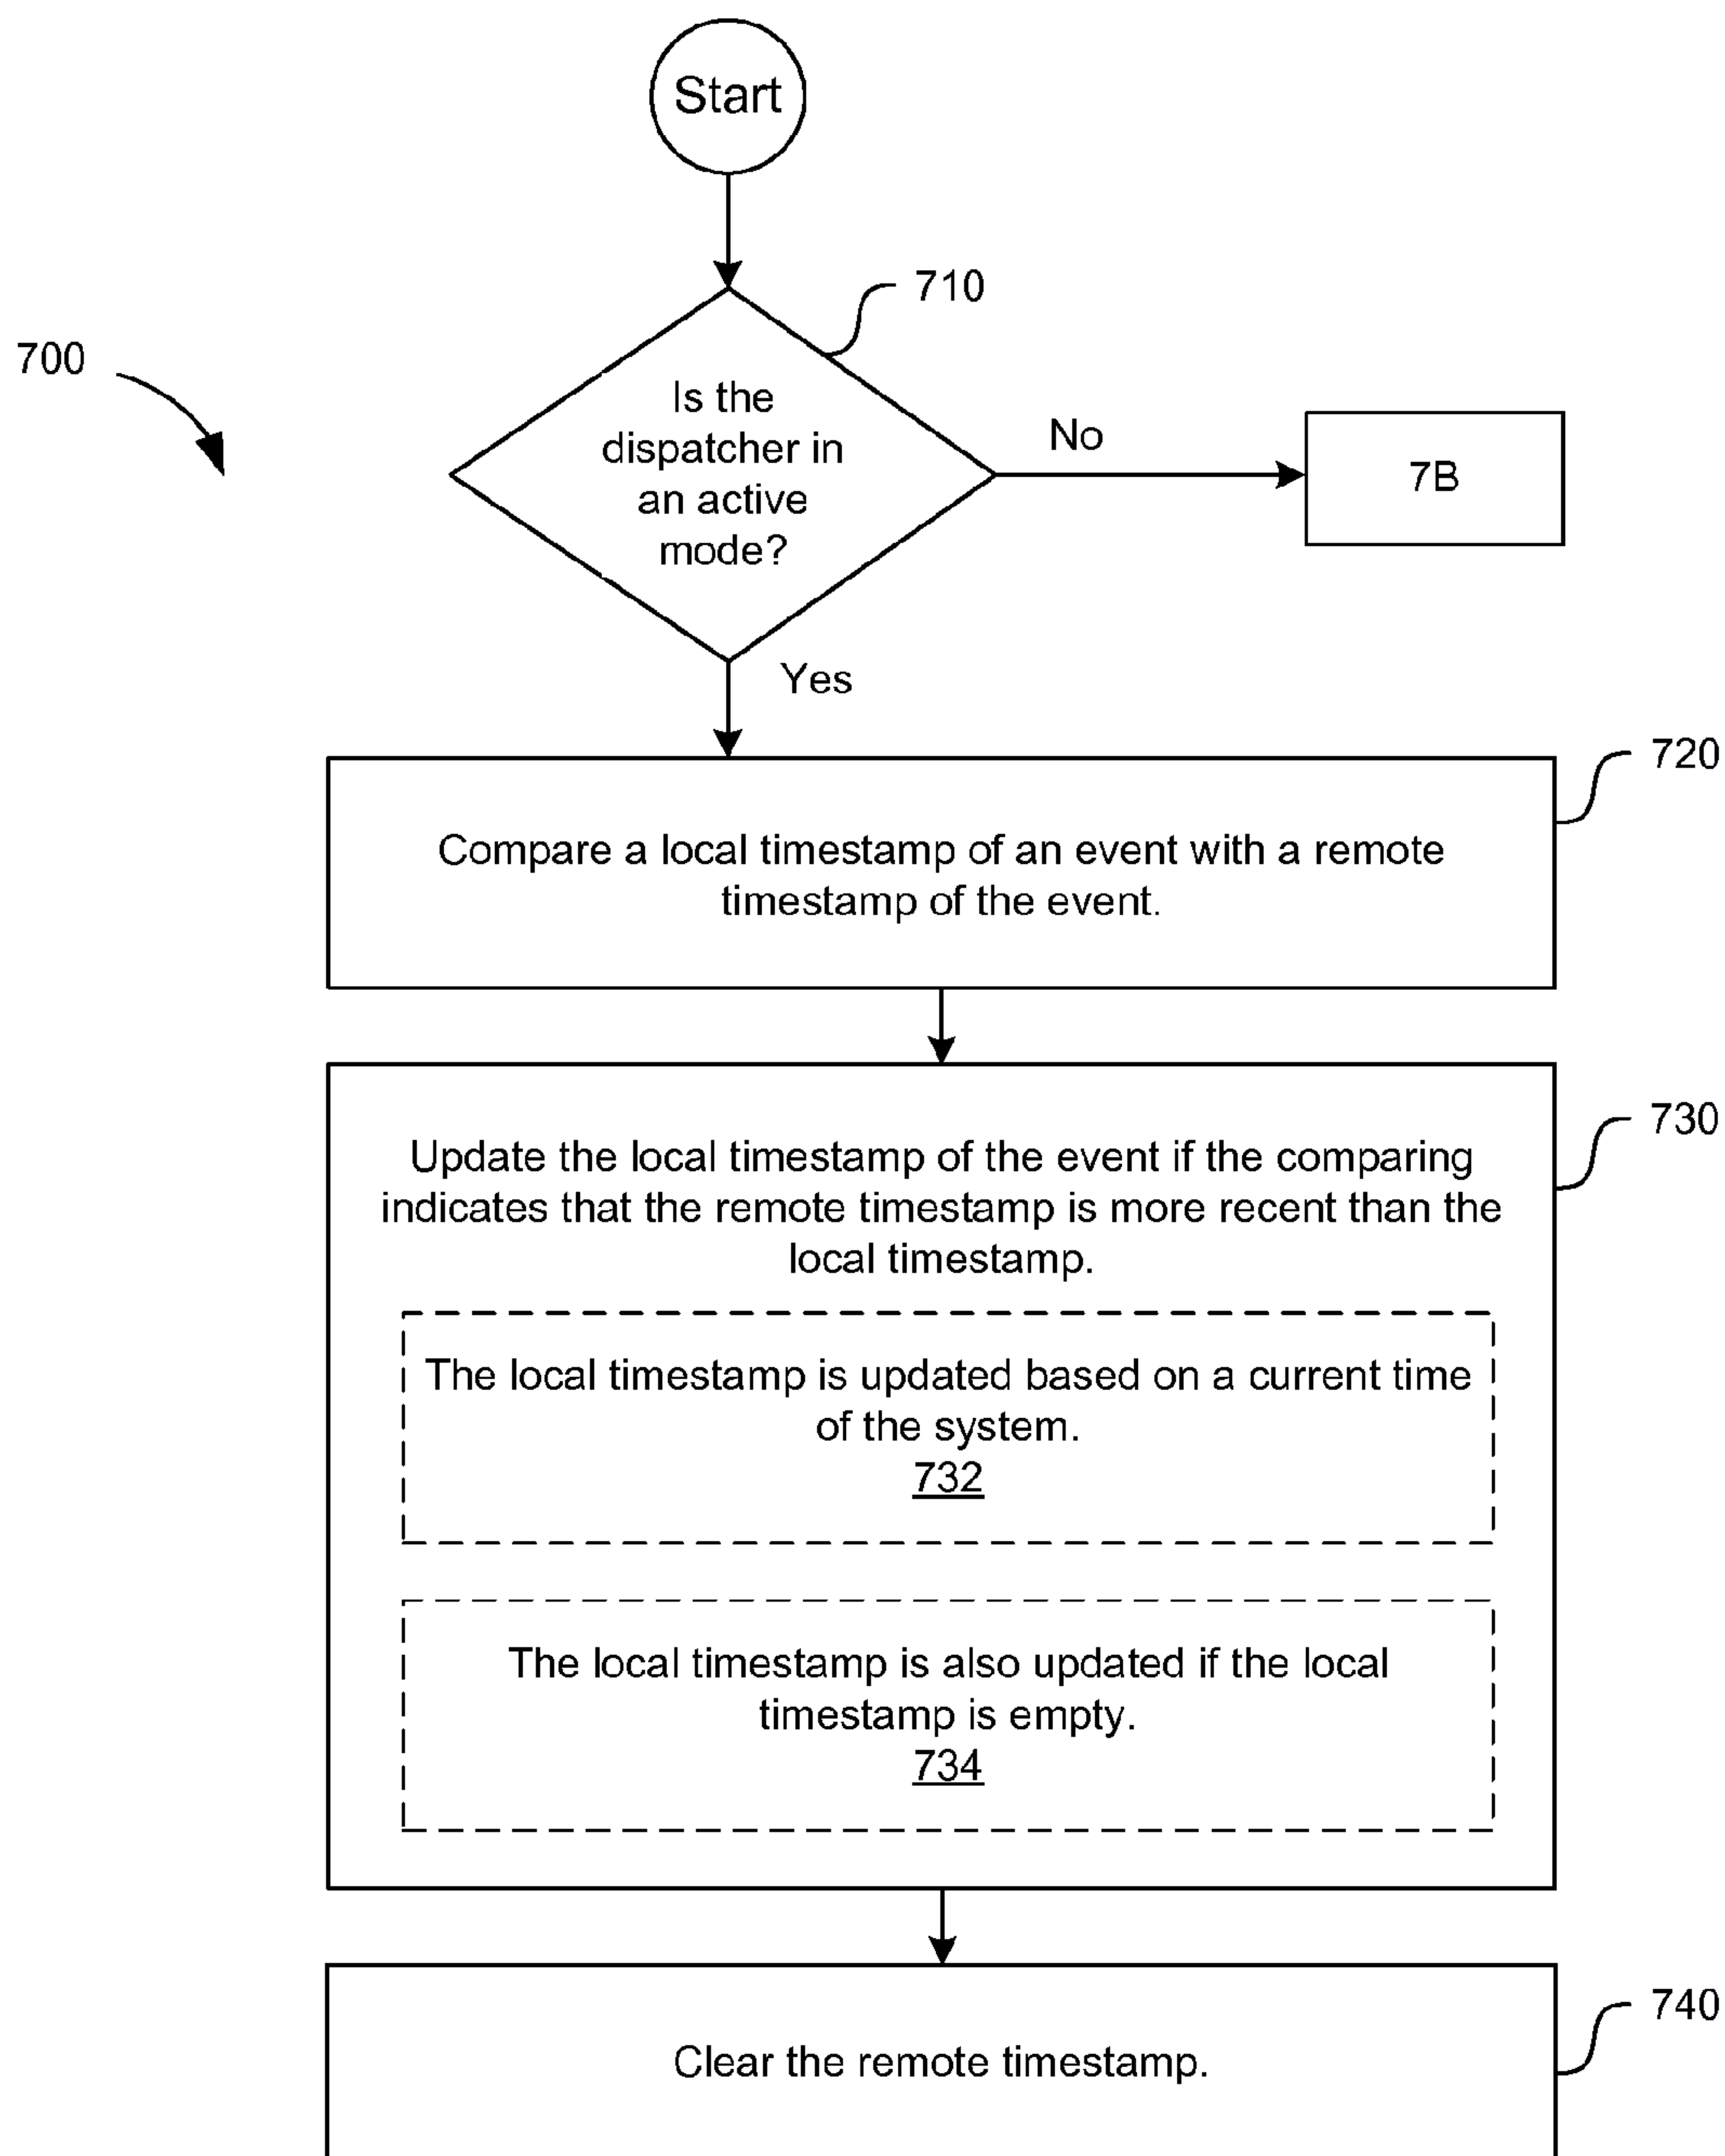 Start
710
700
Is the
dispatcher in
an active
mode?
No
7B
Yes
720
Compare a local timestamp of an event with a remote
timestamp of the event.
730
Update the local timestamp of the event if the comparing
indicates that the remote timestamp is more recent than the
local timestamp.
The local timestamp is updated based on a current time
of the system.
732
The local timestamp is also updated if the local
timestamp is empty.
734
740
Clear the remote timestamp.